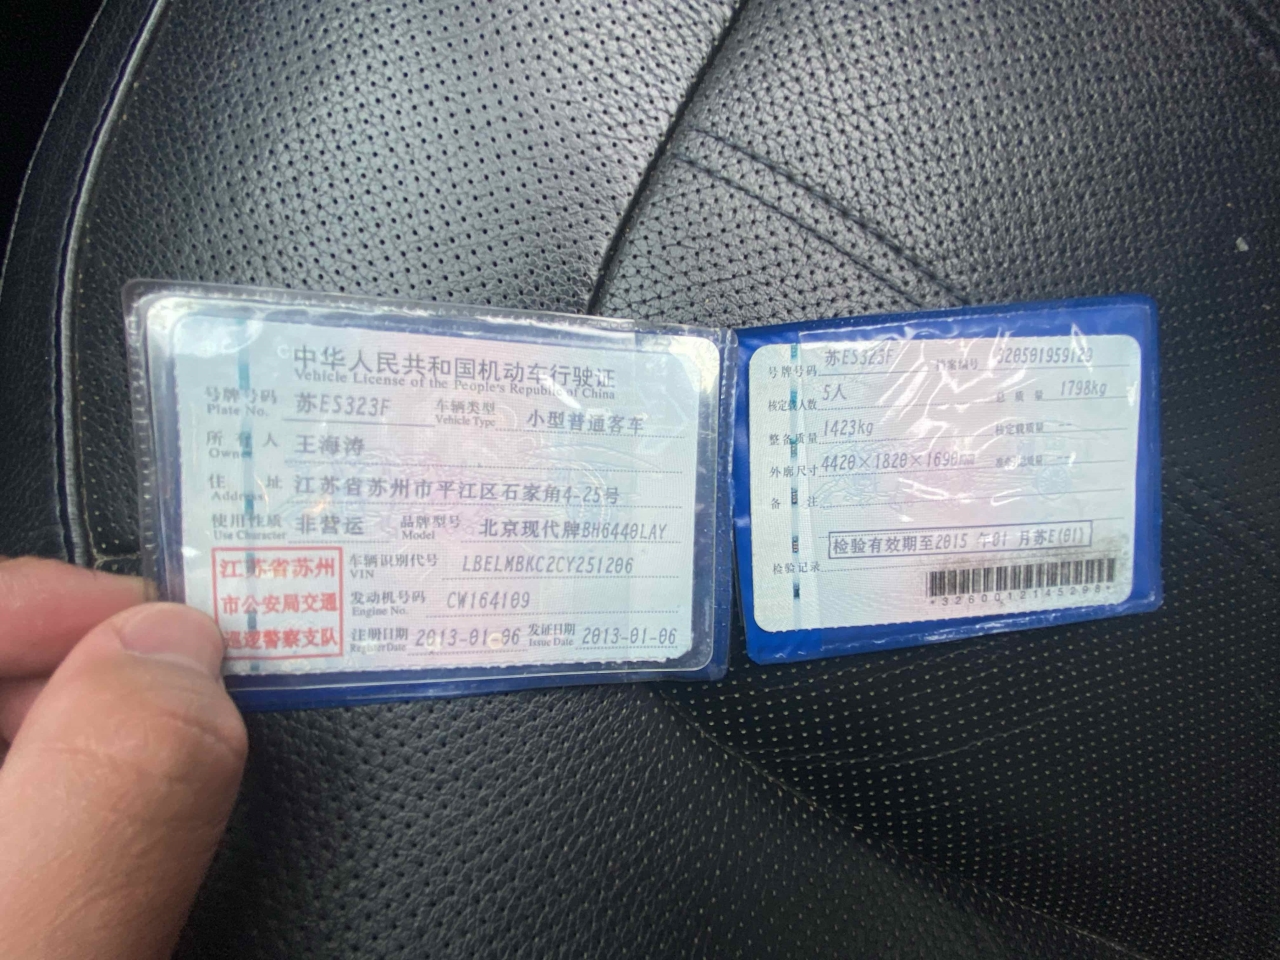 中华人民共和国机动车行驶证
Vehicle License of the People's Republic of China
号牌号码 苏ES323F 车辆类型 小型普通客车
Plate No. Vehicle Type
所有人 王海涛
Owner
住址 江苏省苏州市平江区石家角4-25号
Address
使用性质 非营运 品牌型号 北京现代牌BH6440LAY
Use Character Model
江苏省苏州
市公安局交通
巡逻警察支队
车辆识别代号 LBELMBKC2CY251206
VIN
发动机号码 CW164109
Engine No.
注册日期 2013-01-06 发证日期 2013-01-06
Register Date Issue Date
号牌号码 苏ES323F 档案编号 320501959123
核定载人数 5人 总质量 1798kg
整备质量 1423kg 核定载质量 --
外廓尺寸 4420×1820×1690mm 准牵引总质量 --
备注
检验有效期至2015年01月苏E(01)
检验记录
*3260012145298*